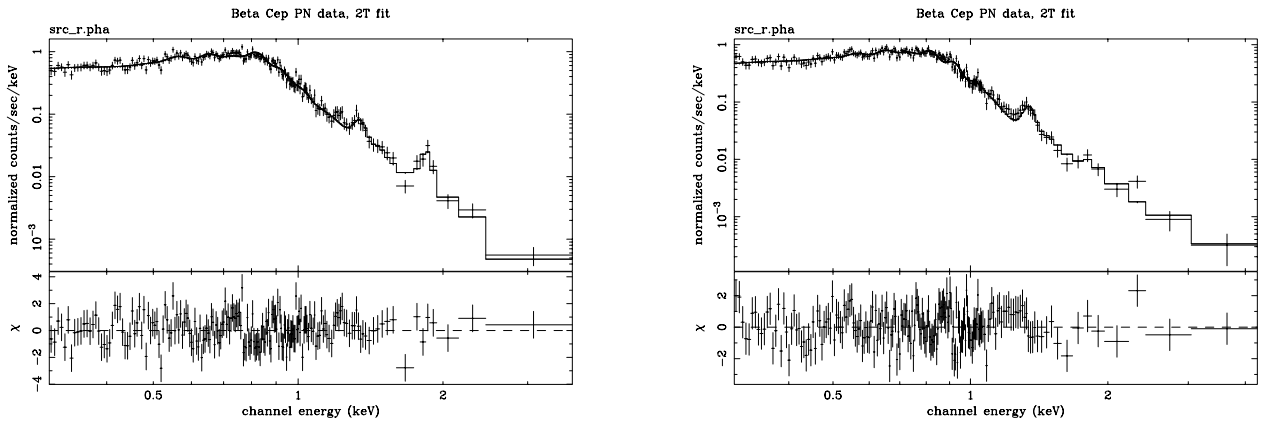 Beta Cep PN data, 2T fit
src_r.pha
normalized counts/sec/keV
1
0.1
0.01
10⁻³
χ
4
2
0
−2
−4
0.5
1
2
channel energy (keV)
Beta Cep PN data, 2T fit
src_r.pha
normalized counts/sec/keV
1
0.1
0.01
10⁻³
χ
2
0
−2
0.5
1
2
channel energy (keV)